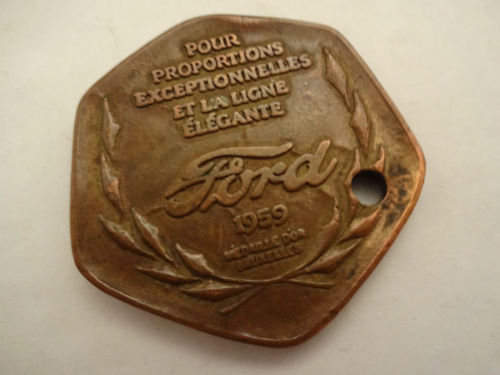 POUR
PROPORTIONS
EXCEPTIONNELLES
ET LA LIGNE
ÉLÉGANTE
Ford
1959
MÉDAILLE D'OR
BRUXELLES